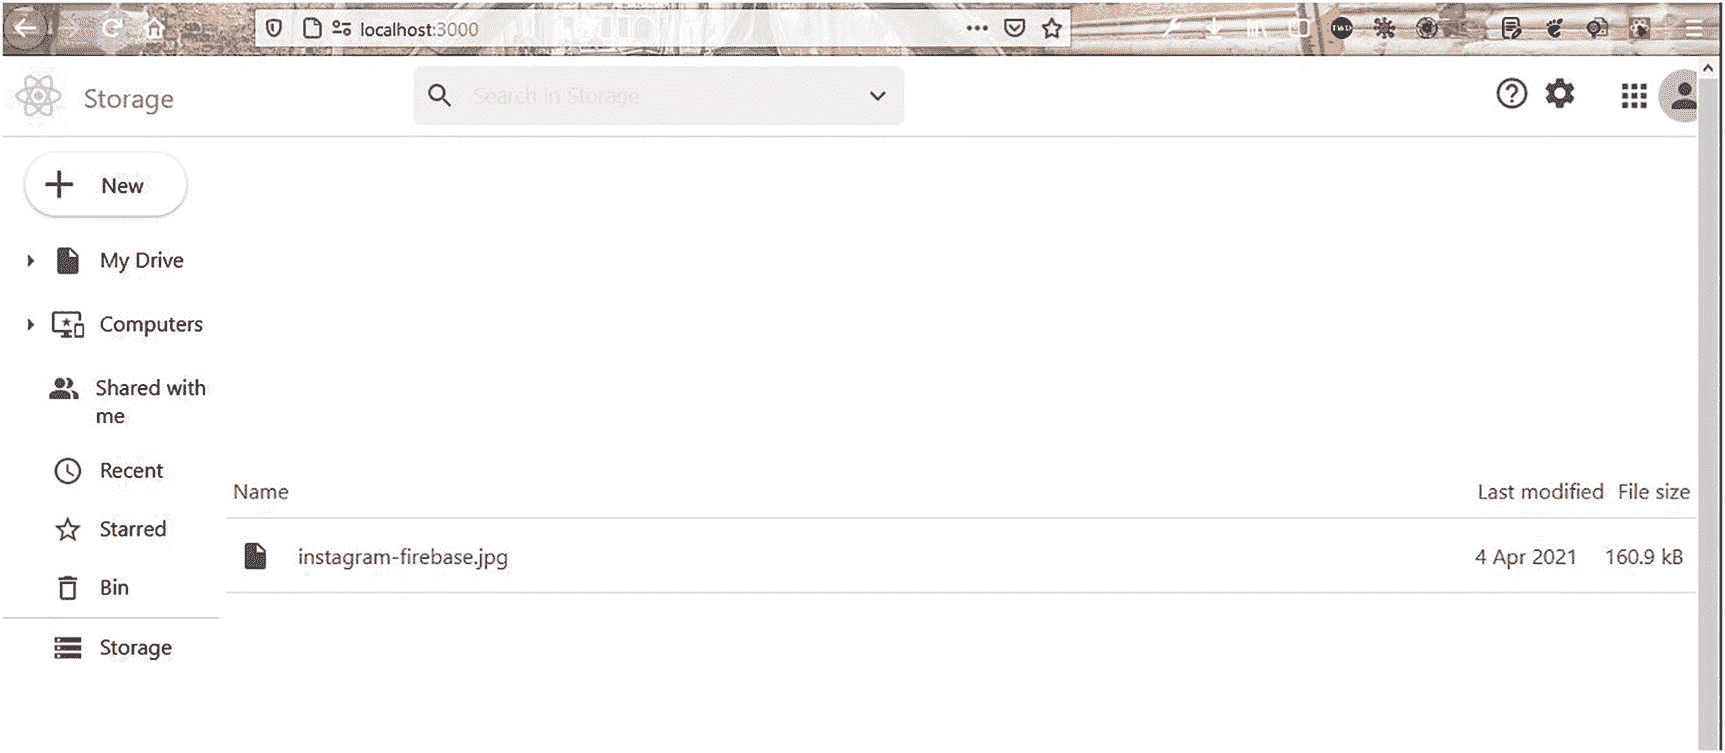 localhost:3000
Storage
Search in Storage
New
My Drive
Computers
Shared with
me
Recent
Starred
Bin
Storage
Name Last modified File size
instagram-firebase.jpg 4 Apr 2021 160.9 kB